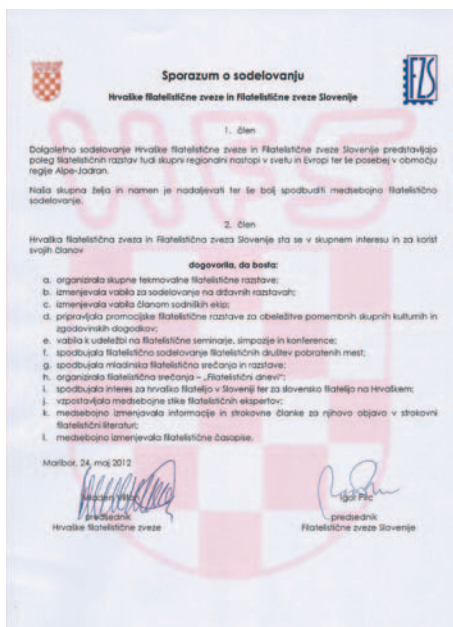 FZS
Sporazum o sodelovanju
Hrvaške filatelistične zveze in Filatelistične zveze Slovenije
1. člen
Dolgoletno sodelovanje Hrvaške filatelistične zveze in Filatelistične zveze Slovenije predstavljajo
poleg filatelističnih razstav tudi skupni regionalni nastopi v svetu in Evropi ter še posebej v območju
regije Alpe-Jadran.
Naša skupna želja in namen je nadaljevati ter še bolj spodbuditi medsebojno filatelistično
sodelovanje.
2. člen
Hrvaška filatelistična zveza in Filatelistična zveza Slovenije sta se v skupnem interesu in za korist
svojih članov
dogovorila, da bosta:
a. organizirala skupne tekmovalne filatelistične razstave;
b. izmenjevala vabila za sodelovanje na državnih razstavah;
c. izmenjevala vabila članom sodniških ekip;
d. pripravljala promocijske filatelistične razstave za obeležitve pomembnih skupnih kulturnih in
zgodovinskih dogodkov;
e. vabila k udeležbi na filatelistične seminarje, simpozije in konference;
f. spodbujala filatelistično sodelovanje filatelističnih društev pobratenih mest;
g. spodbujala mladinska filatelistična srečanja in razstave;
h. organizirala filatelistična srečanja – „Filatelistični dnevi";
i. spodbujala interes za hrvaško filatelijo v Sloveniji ter za slovensko filatelijo na Hrvaškem;
j. vzpostavljala medsebojne stike filatelističnih ekspertov;
k. medsebojno izmenjavala informacije in strokovne članke za njihovo objavo v strokovni
filatelistični literaturi;
l. medsebojno izmenjevala filatelistične časopise.
Maribor, 24. maj 2012
Mladen Vilfan
Igor Pirc
predsednik
predsednik
Hrvaške filatelistične zveze
Filatelistične zveze Slovenije